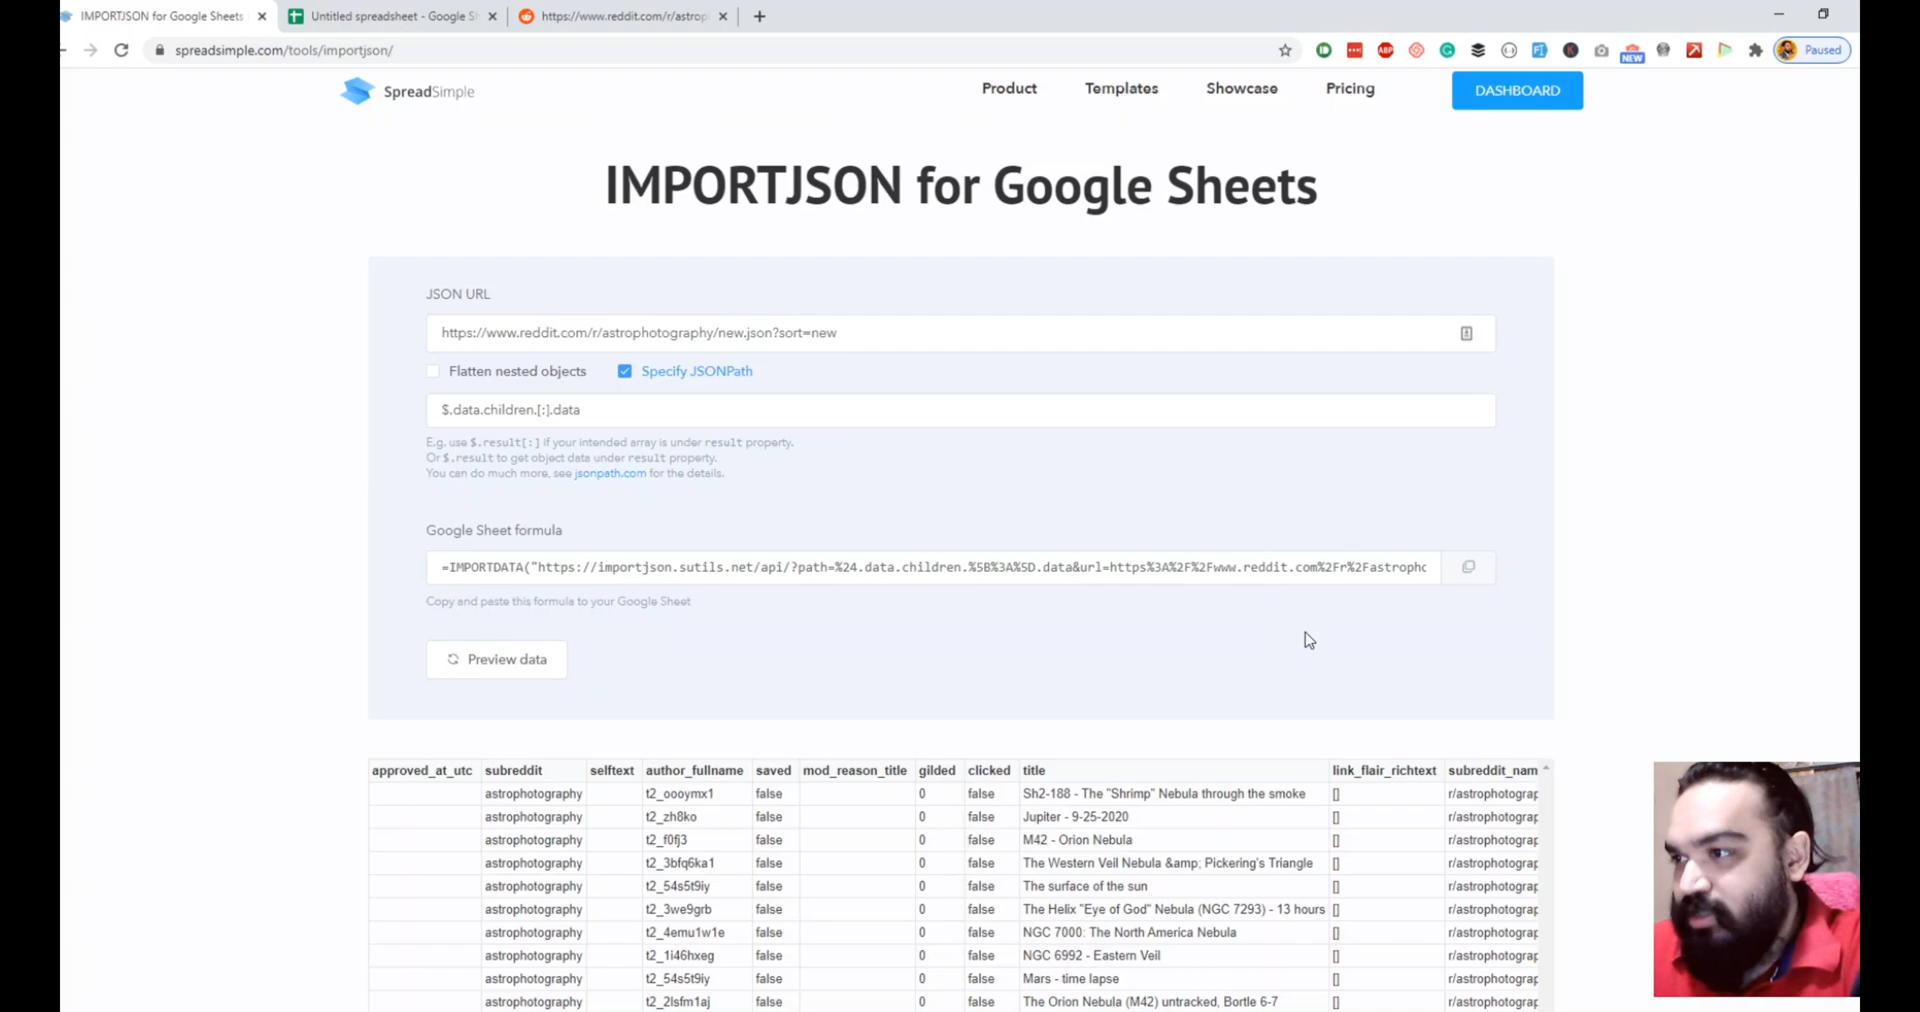 IMPORTJSON for Google Sheets
Untitled spreadsheet - Google Sh
https://www.reddit.com/r/astrop
spreadsimple.com/tools/importjson/
ABP
NEW
Paused
SpreadSimple
Product
Templates
Showcase
Pricing
DASHBOARD
IMPORTJSON for Google Sheets
JSON URL
https://www.reddit.com/r/astrophotography/new.json?sort=new
Flatten nested objects
Specify JSONPath
$.data.children.[:].data
E.g. use $.result[:] if your intended array is under result property.
Or $.result to get object data under result property.
You can do much more, see jsonpath.com for the details.
Google Sheet formula
=IMPORTDATA("https://importjson.sutils.net/api/?path=%24.data.children.%5B%3A%5D.data&url=https%3A%2F%2Fwww.reddit.com%2Fr%2Fastrophc
Copy and paste this formula to your Google Sheet
Preview data
approved_at_utc subreddit selftext author_fullname saved mod_reason_title gilded clicked title link_flair_richtext subreddit_nam
astrophotography t2_oooymx1 false 0 false Sh2-188 - The "Shrimp" Nebula through the smoke [] r/astrophotograp
astrophotography t2_zh8ko false 0 false Jupiter - 9-25-2020 [] r/astrophotograp
astrophotography t2_f0fj3 false 0 false M42 - Orion Nebula [] r/astrophotograp
astrophotography t2_3bfq6ka1 false 0 false The Western Veil Nebula &amp; Pickering's Triangle [] r/astrophotograp
astrophotography t2_54s5t9iy false 0 false The surface of the sun [] r/astrophotograp
astrophotography t2_3we9grb false 0 false The Helix "Eye of God" Nebula (NGC 7293) - 13 hours [] r/astrophotograp
astrophotography t2_4emu1w1e false 0 false NGC 7000: The North America Nebula [] r/astrophotograp
astrophotography t2_1i46hxeg false 0 false NGC 6992 - Eastern Veil [] r/astrophotograp
astrophotography t2_54s5t9iy false 0 false Mars - time lapse [] r/astrophotograp
astrophotography t2_2lsfm1aj false 0 false The Orion Nebula (M42) untracked, Bortle 6-7 [] r/astrophotograp